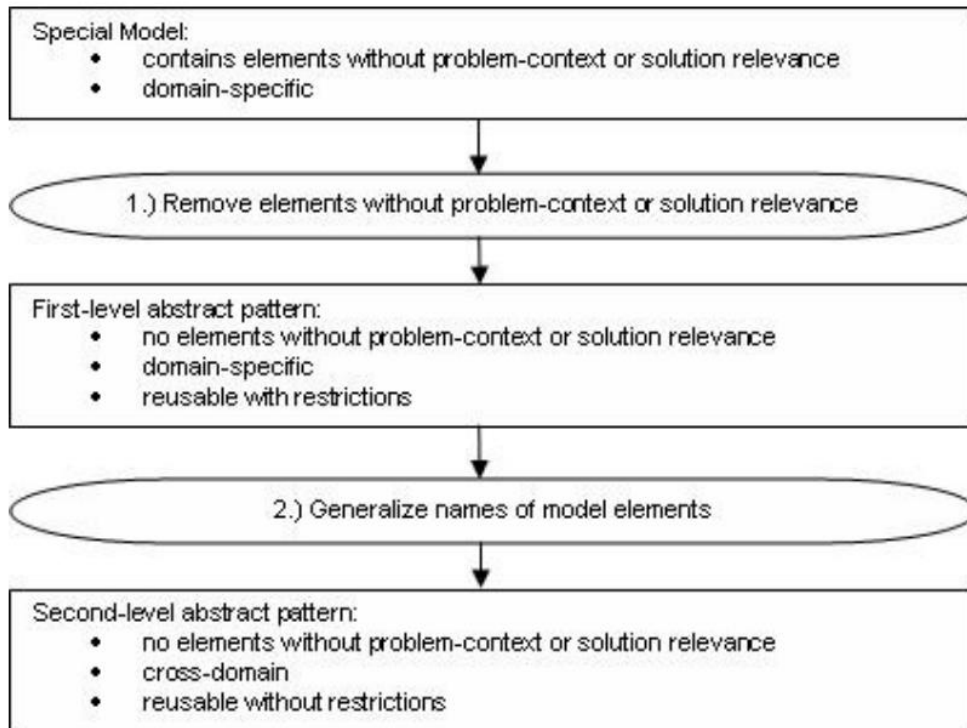 Special Model:
• contains elements without problem-context or solution relevance
• domain-specific
1.) Remove elements without problem-context or solution relevance
First-level abstract pattern:
• no elements without problem-context or solution relevance
• domain-specific
• reusable with restrictions
2.) Generalize names of model elements
Second-level abstract pattern:
• no elements without problem-context or solution relevance
• cross-domain
• reusable without restrictions